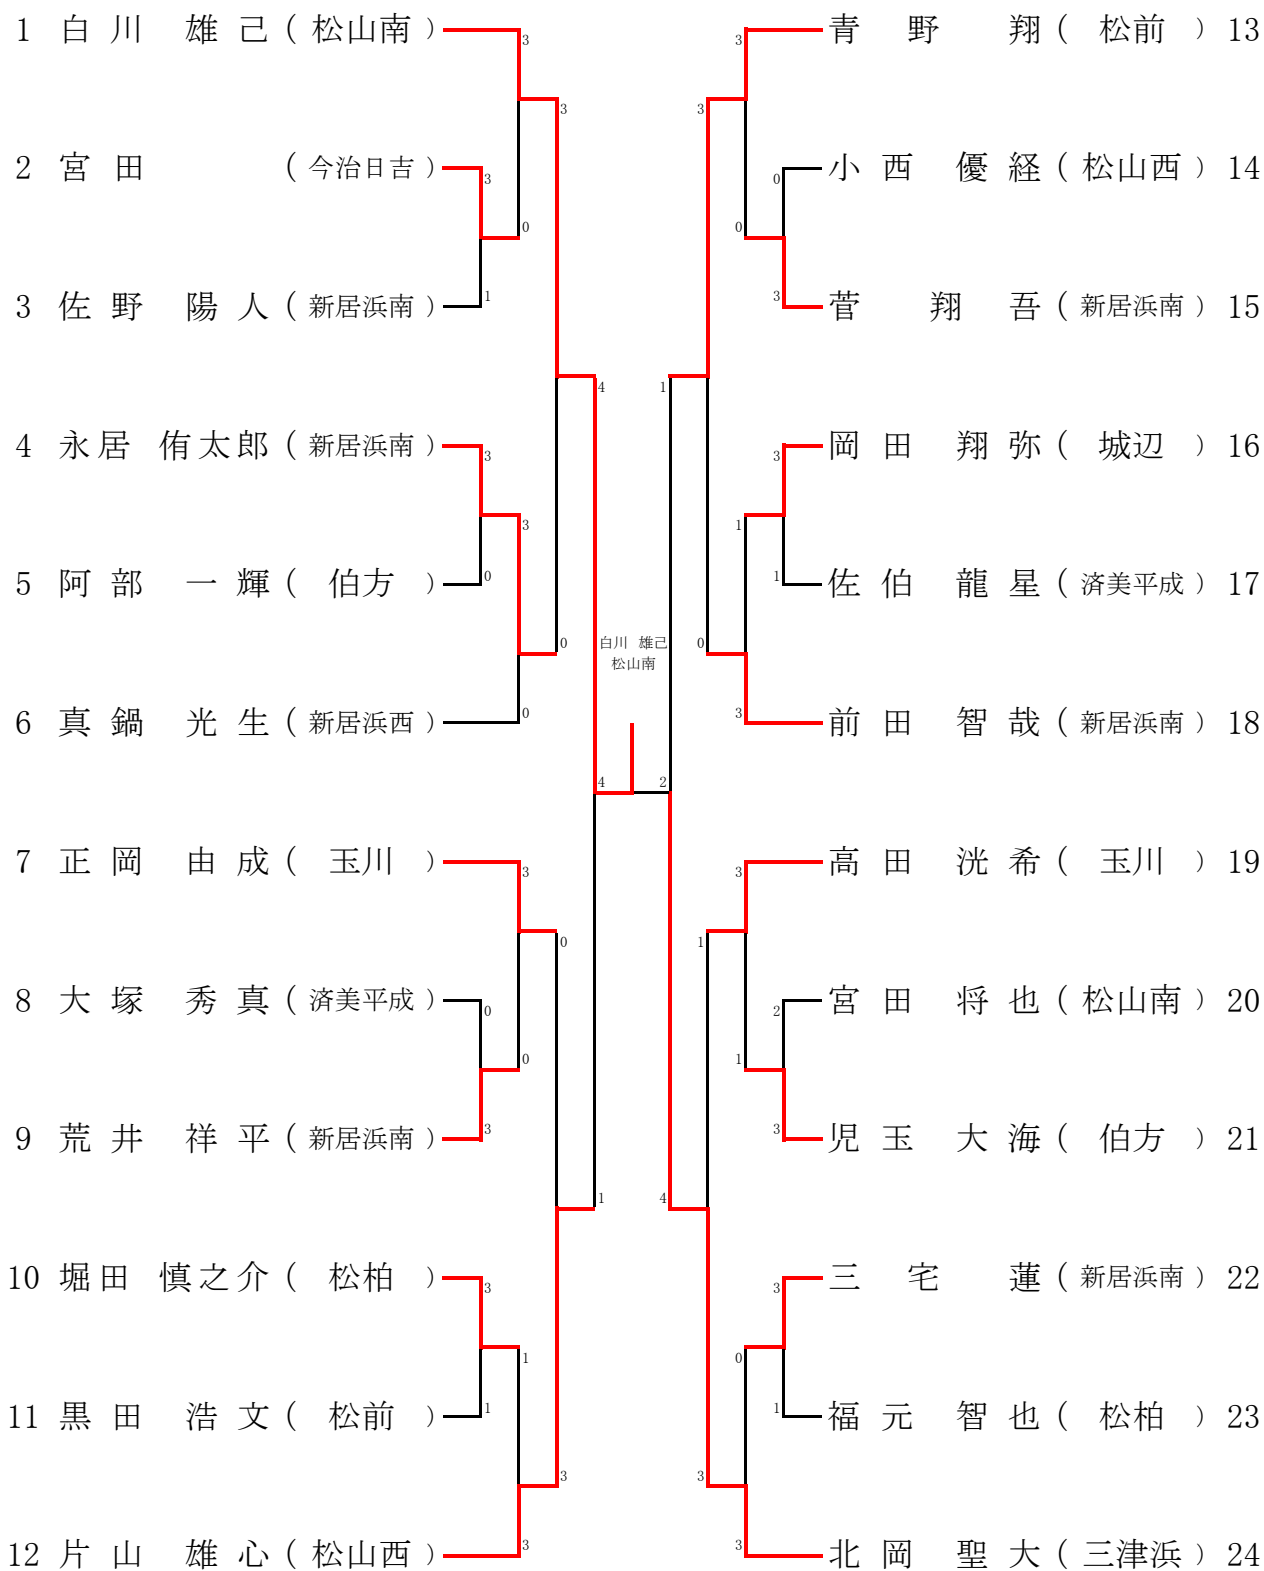 1 白川 雄己 ( 松山南 )
2 宮田 ( 今治日吉 )
3 佐野 陽人 ( 新居浜南 )
4 永居 侑太郎 ( 新居浜南 )
5 阿部 一輝 ( 伯方 )
6 真鍋 光生 ( 新居浜西 )
7 正岡 由成 ( 玉川 )
8 大塚 秀真 ( 済美平成 )
9 荒井 祥平 ( 新居浜南 )
10 堀田 慎之介 ( 松柏 )
11 黒田 浩文 ( 松前 )
12 片山 雄心 ( 松山西 )
3
3
3
0
1
4
3
3
0
0
0
4
3
0
0
0
3
1
3
1
1
3
3
白川 雄己
松山南
3
3
0
0
3
1
3
1
1
0
3
2
3
1
2
1
3
4
3
0
1
3
3
青野 翔 ( 松前 ) 13
小西 優経 ( 松山西 ) 14
菅 翔吾 ( 新居浜南 ) 15
岡田 翔弥 ( 城辺 ) 16
佐伯 龍星 ( 済美平成 ) 17
前田 智哉 ( 新居浜南 ) 18
高田 洸希 ( 玉川 ) 19
宮田 将也 ( 松山南 ) 20
児玉 大海 ( 伯方 ) 21
三宅 蓮 ( 新居浜南 ) 22
福元 智也 ( 松柏 ) 23
北岡 聖大 ( 三津浜 ) 24